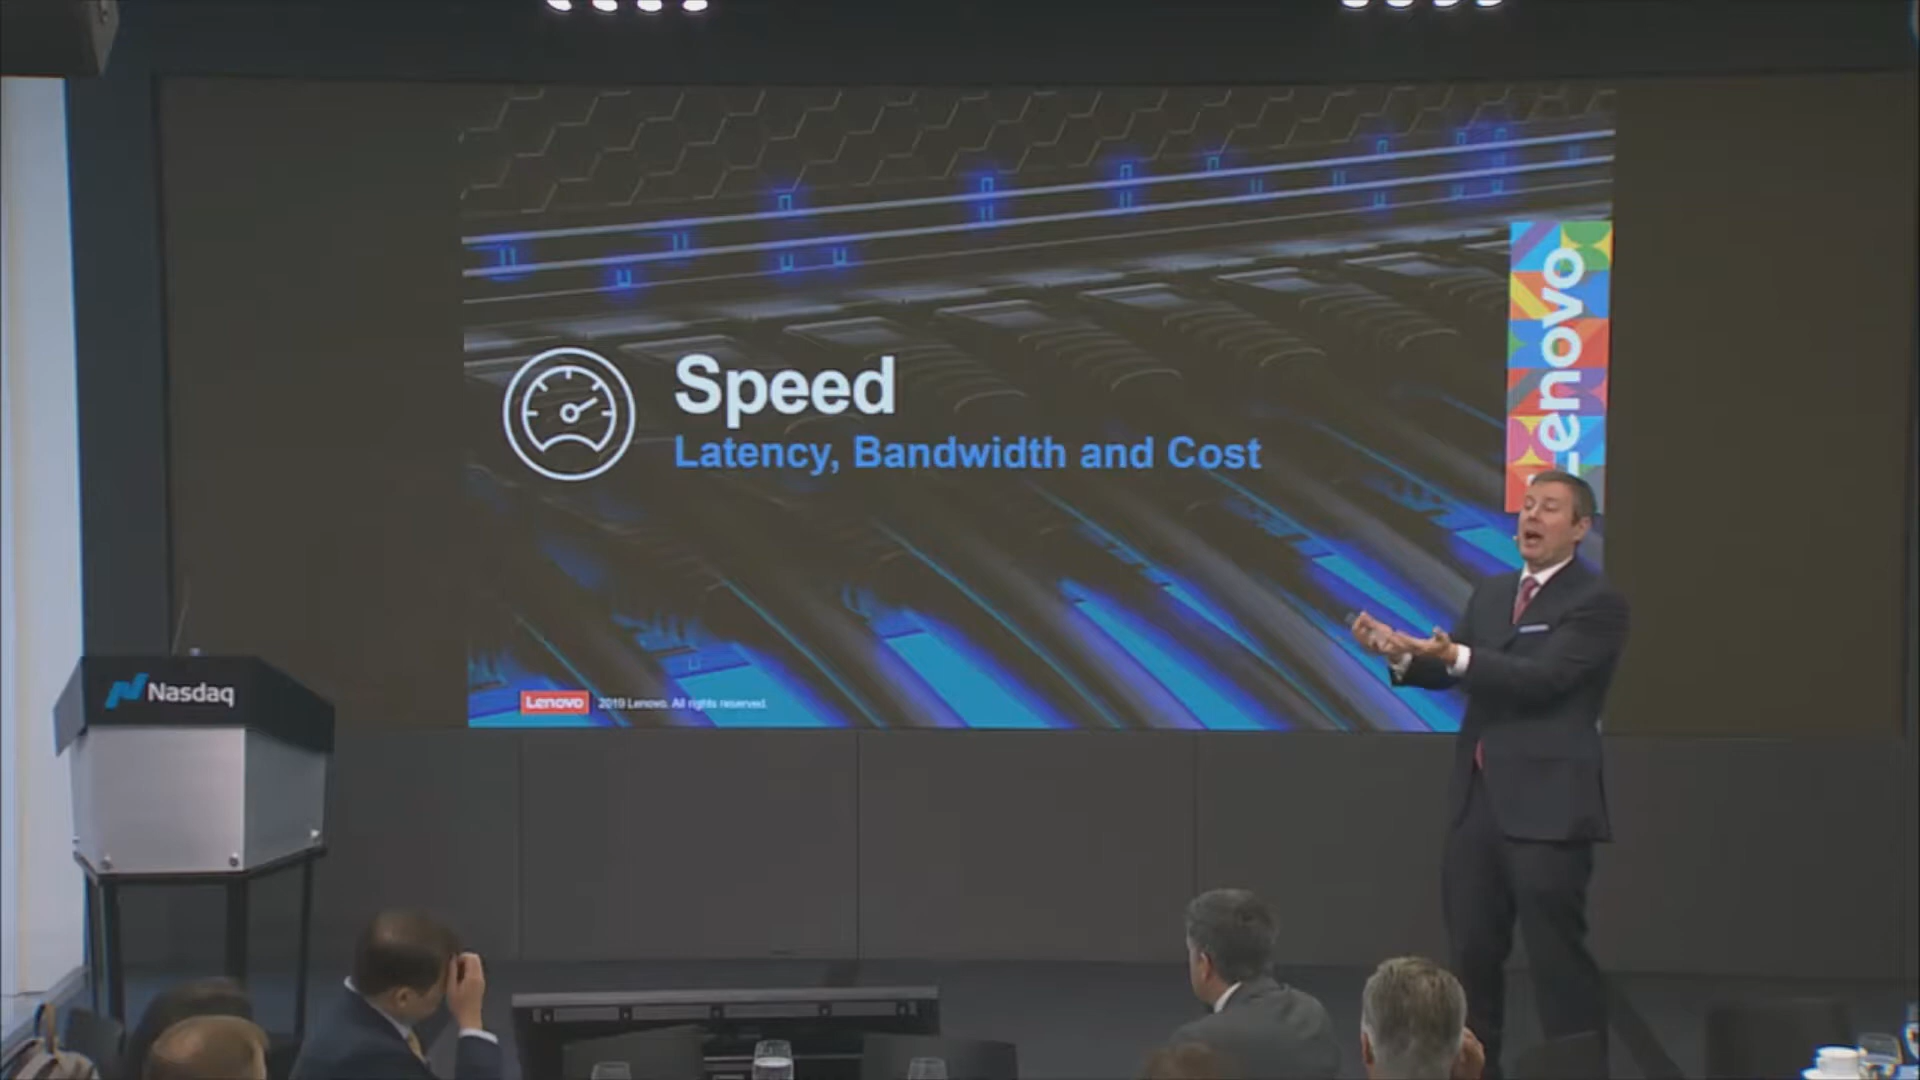 Speed
Latency, Bandwidth and Cost
Lenovo
Lenovo 2019 Lenovo. All rights reserved.
Nasdaq